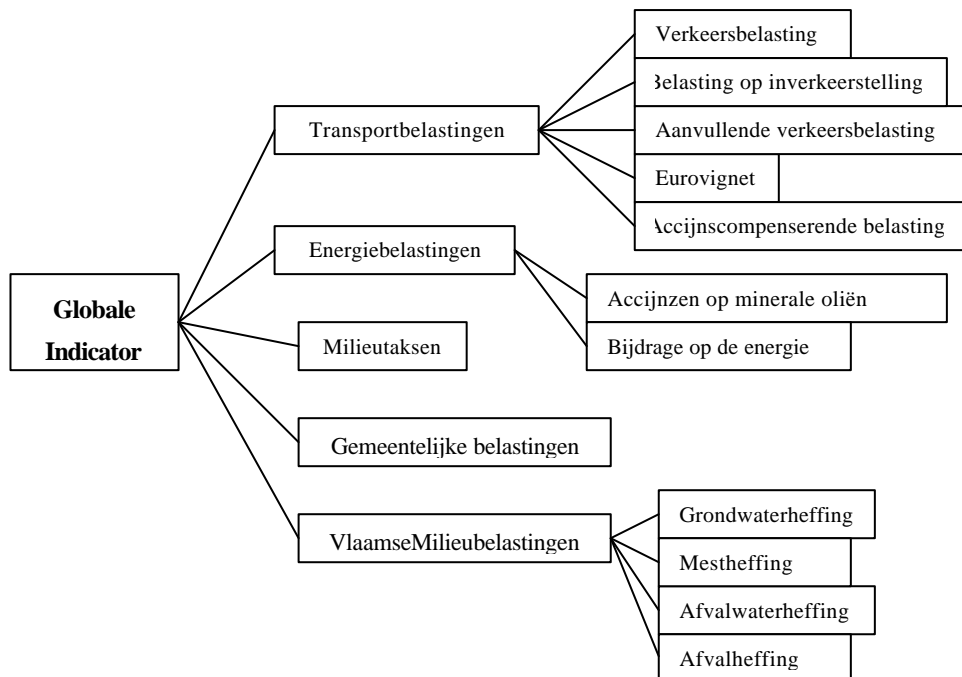 Verkeersbelasting
Belasting op inverkeerstelling
Transportbelastingen
Aanvullende verkeersbelasting
Eurovignet
Accijnscompenserende belasting
Energiebelastingen
Globale
Indicator
Accijnzen op minerale oliën
Milieutaksen
Bijdrage op de energie
Gemeentelijke belastingen
Grondwaterheffing
VlaamseMilieubelastingen
Mestheffing
Afvalwaterheffing
Afvalheffing